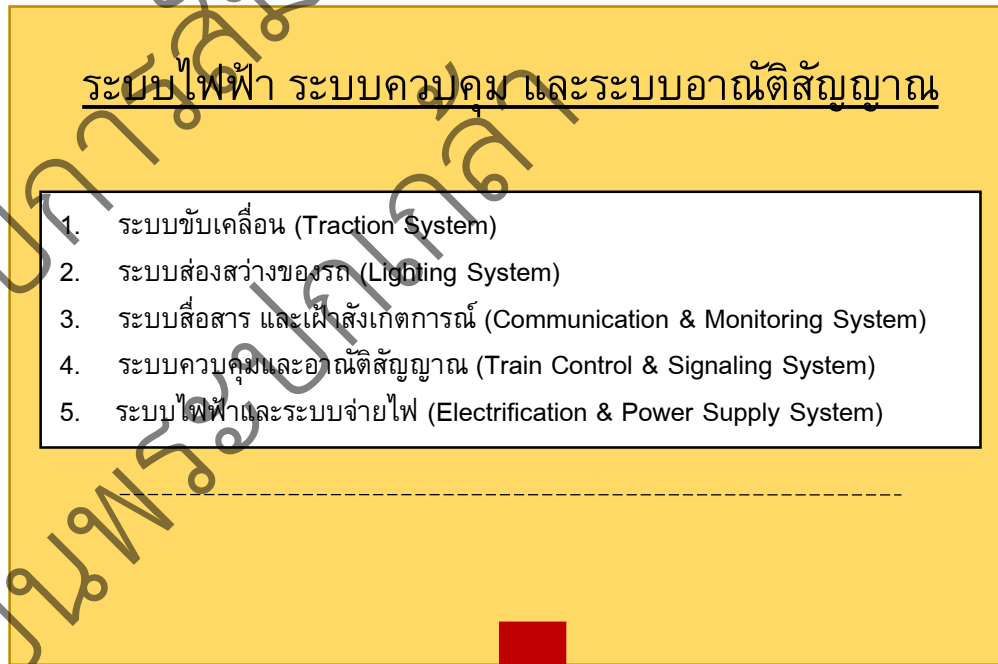 ระบบไฟฟ้า ระบบควบคุม และระบบอาณัติสัญญาณ
1. ระบบขับเคลื่อน (Traction System)
2. ระบบส่องสว่างของรถ (Lighting System)
3. ระบบสื่อสาร และเฝ้าสังเกตการณ์ (Communication & Monitoring System)
4. ระบบควบคุมและอาณัติสัญญาณ (Train Control & Signaling System)
5. ระบบไฟฟ้าและระบบจ่ายไฟ (Electrification & Power Supply System)